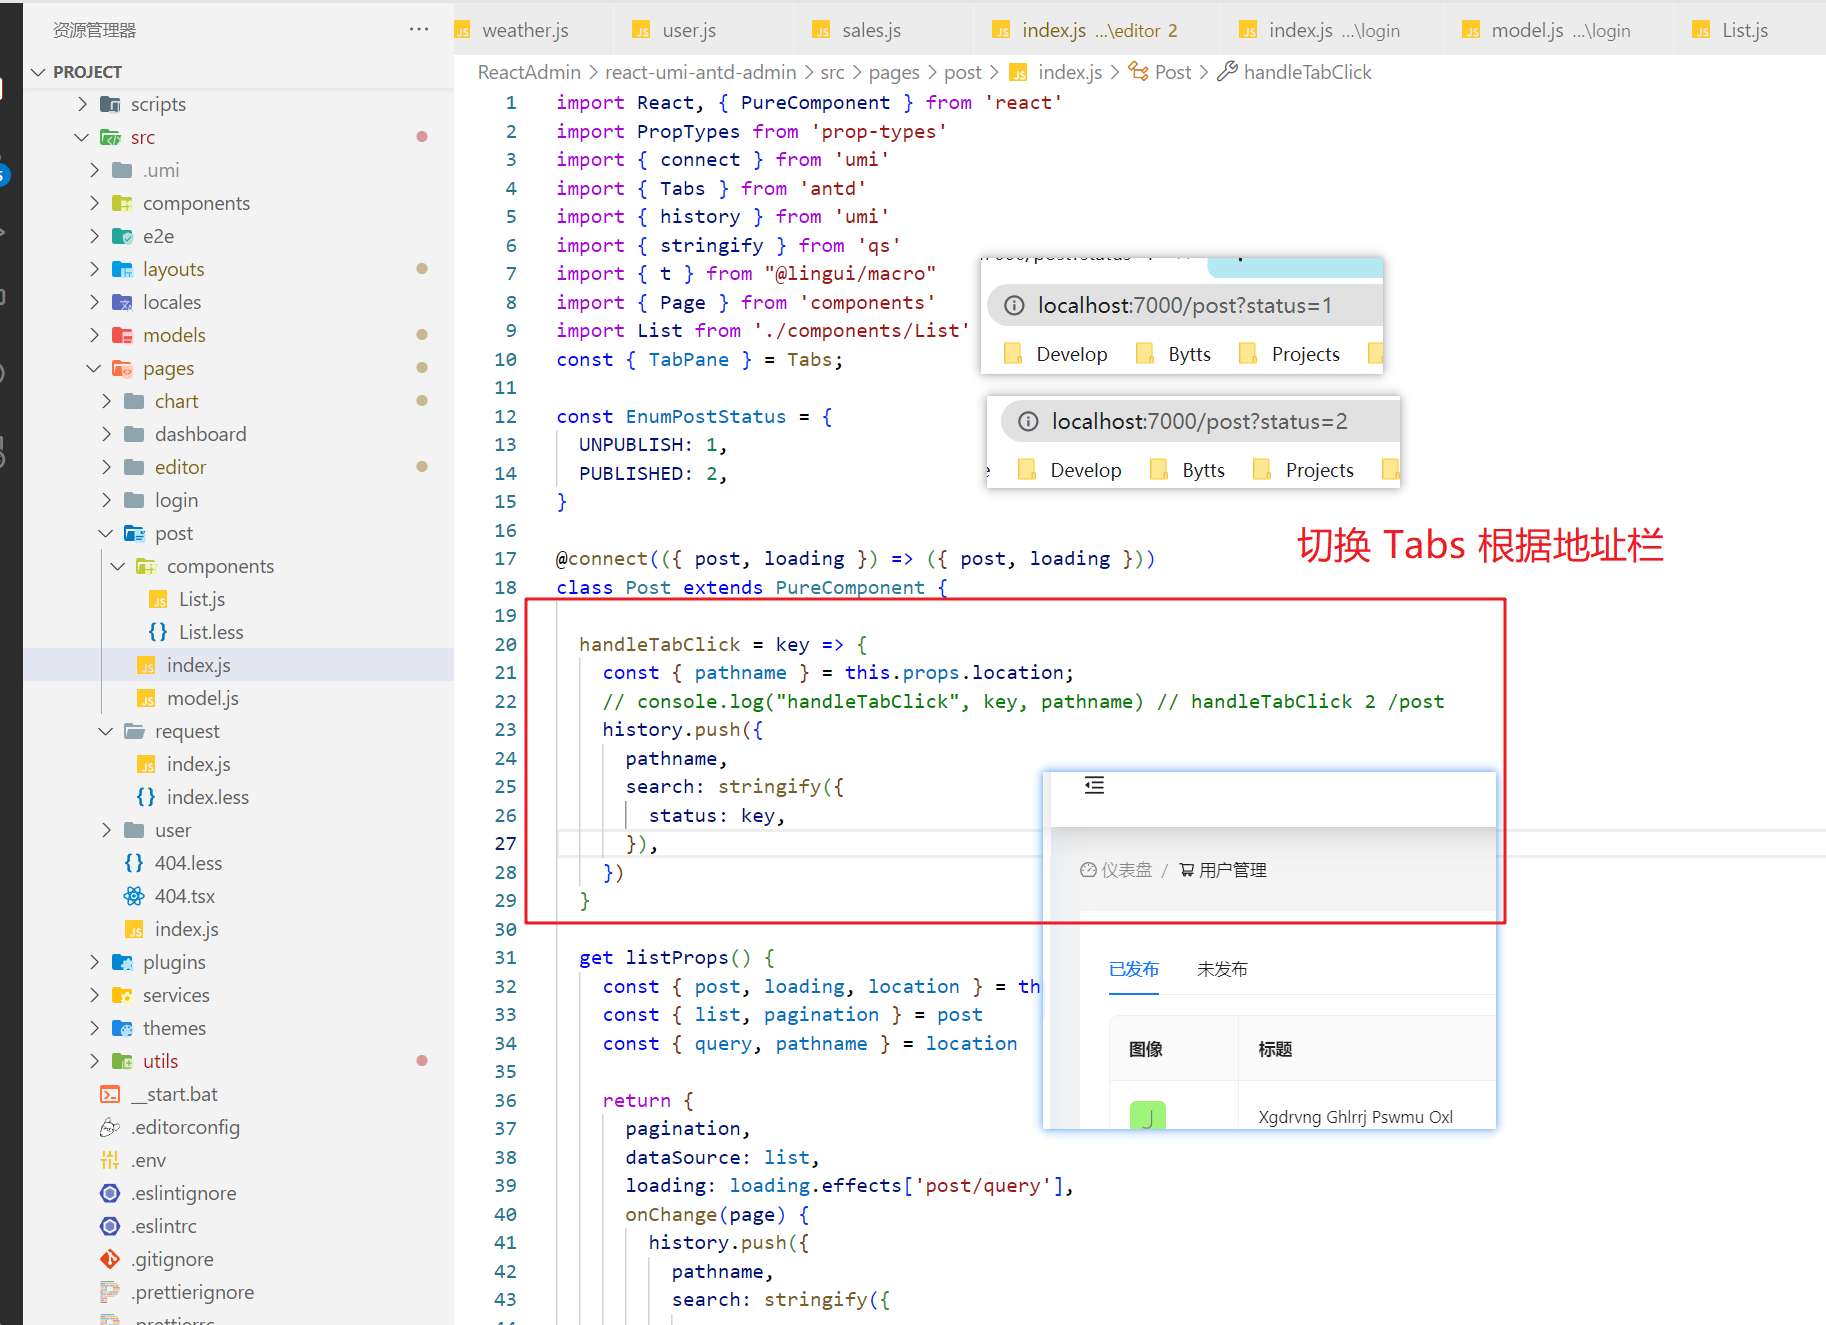 资源管理器
PROJECT
scripts
src
.umi
components
e2e
layouts
locales
models
pages
chart
dashboard
editor
login
post
components
List.js
List.less
index.js
model.js
request
index.js
index.less
user
404.less
404.tsx
index.js
plugins
services
themes
utils
__start.bat
.editorconfig
.env
.eslintignore
.eslintrc
.gitignore
.prettierignore
.prettierrc
weather.js
user.js
sales.js
index.js ...\editor 2
index.js ...\login
model.js ...\login
List.js
ReactAdmin > react-umi-antd-admin > src > pages > post > index.js > Post > handleTabClick
1 import React, { PureComponent } from 'react'
2 import PropTypes from 'prop-types'
3 import { connect } from 'umi'
4 import { Tabs } from 'antd'
5 import { history } from 'umi'
6 import { stringify } from 'qs'
7 import { t } from "@lingui/macro"
8 import { Page } from 'components'
9 import List from './components/List'
10 const { TabPane } = Tabs;
11
12 const EnumPostStatus = {
13 UNPUBLISH: 1,
14 PUBLISHED: 2,
15 }
16
17 @connect(({ post, loading }) => ({ post, loading }))
18 class Post extends PureComponent {
19
20 handleTabClick = key => {
21 const { pathname } = this.props.location;
22 // console.log("handleTabClick", key, pathname) // handleTabClick 2 /post
23 history.push({
24 pathname,
25 search: stringify({
26 status: key,
27 }),
28 })
29 }
30
31 get listProps() {
32 const { post, loading, location } = th
33 const { list, pagination } = post
34 const { query, pathname } = location
35
36 return {
37 pagination,
38 dataSource: list,
39 loading: loading.effects['post/query'],
40 onChange(page) {
41 history.push({
42 pathname,
43 search: stringify({
localhost:7000/post?status=1
Develop Bytts Projects
localhost:7000/post?status=2
Develop Bytts Projects
切换 Tabs 根据地址栏
仪表盘 / 用户管理
已发布 未发布
图像 标题
J Xgdrvng Ghlrrj Pswmu Oxl